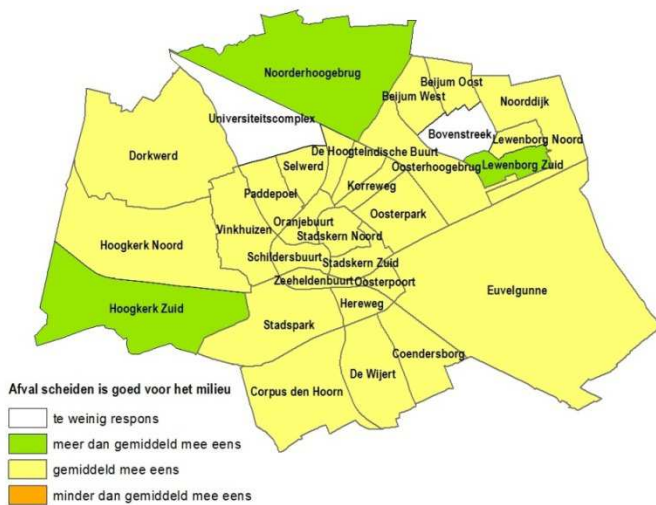 Noorderhoogebrug
Beijum Oost
Beijum West
Noorddijk
Universiteitscomplex
Bovenstreek
Lewenborg Noord
De Hoogte
Indische Buurt
Dorkwerd
Selwerd
Oosterhoogebrug
Lewenborg Zuid
Paddepoel
Korreweg
Oranjebuurt
Oosterpark
Vinkhuizen
Stadskern Noord
Hoogkerk Noord
Schildersbuurt
Stadskern Zuid
Zeeheldenbuurt
Oosterpoort
Euvelgunne
Hoogkerk Zuid
Hereweg
Stadspark
Coendersborg
Corpus den Hoorn
De Wijert
Afval scheiden is goed voor het milieu
te weinig respons
meer dan gemiddeld mee eens
gemiddeld mee eens
minder dan gemiddeld mee eens